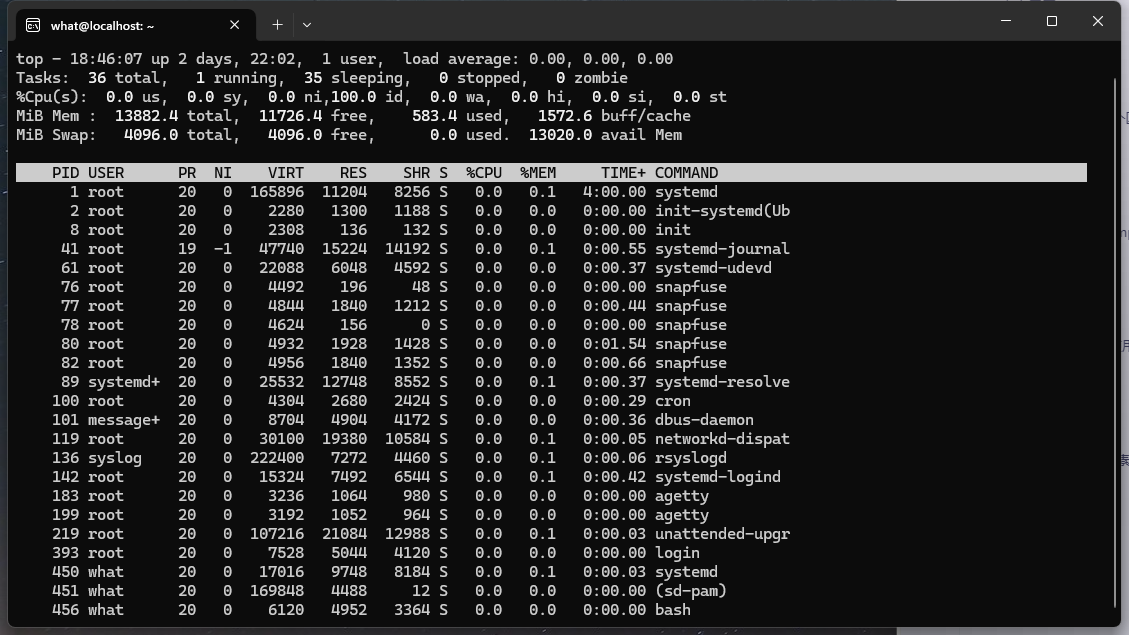 what@localhost: ~
top - 18:46:07 up 2 days, 22:02,  1 user,  load average: 0.00, 0.00, 0.00
Tasks:  36 total,   1 running,  35 sleeping,   0 stopped,   0 zombie
%Cpu(s):  0.0 us,  0.0 sy,  0.0 ni,100.0 id,  0.0 wa,  0.0 hi,  0.0 si,  0.0 st
MiB Mem :  13882.4 total,  11726.4 free,    583.4 used,   1572.6 buff/cache
MiB Swap:   4096.0 total,   4096.0 free,      0.0 used.  13020.0 avail Mem
PID USER      PR  NI    VIRT    RES    SHR S  %CPU  %MEM     TIME+ COMMAND
1 root      20   0  165896  11204   8256 S   0.0   0.1   4:00.00 systemd
2 root      20   0    2280   1300   1188 S   0.0   0.0   0:00.00 init-systemd(Ub
8 root      20   0    2308    136    132 S   0.0   0.0   0:00.00 init
41 root      19  -1   47740  15224  14192 S   0.0   0.1   0:00.55 systemd-journal
61 root      20   0   22088   6048   4592 S   0.0   0.0   0:00.37 systemd-udevd
76 root      20   0    4492    196     48 S   0.0   0.0   0:00.00 snapfuse
77 root      20   0    4844   1840   1212 S   0.0   0.0   0:00.44 snapfuse
78 root      20   0    4624    156      0 S   0.0   0.0   0:00.00 snapfuse
80 root      20   0    4932   1928   1428 S   0.0   0.0   0:01.54 snapfuse
82 root      20   0    4956   1840   1352 S   0.0   0.0   0:00.66 snapfuse
89 systemd+  20   0   25532  12748   8552 S   0.0   0.1   0:00.37 systemd-resolve
100 root      20   0    4304   2680   2424 S   0.0   0.0   0:00.29 cron
101 message+  20   0    8704   4904   4172 S   0.0   0.0   0:00.36 dbus-daemon
119 root      20   0   30100  19380  10584 S   0.0   0.1   0:00.05 networkd-dispat
136 syslog    20   0  222400   7272   4460 S   0.0   0.1   0:00.06 rsyslogd
142 root      20   0   15324   7492   6544 S   0.0   0.1   0:00.42 systemd-logind
183 root      20   0    3236   1064    980 S   0.0   0.0   0:00.00 agetty
199 root      20   0    3192   1052    964 S   0.0   0.0   0:00.00 agetty
219 root      20   0  107216  21084  12988 S   0.0   0.1   0:00.03 unattended-upgr
393 root      20   0    7528   5044   4120 S   0.0   0.0   0:00.00 login
450 what      20   0   17016   9748   8184 S   0.0   0.1   0:00.03 systemd
451 what      20   0  169848   4488     12 S   0.0   0.0   0:00.00 (sd-pam)
456 what      20   0    6120   4952   3364 S   0.0   0.0   0:00.00 bash